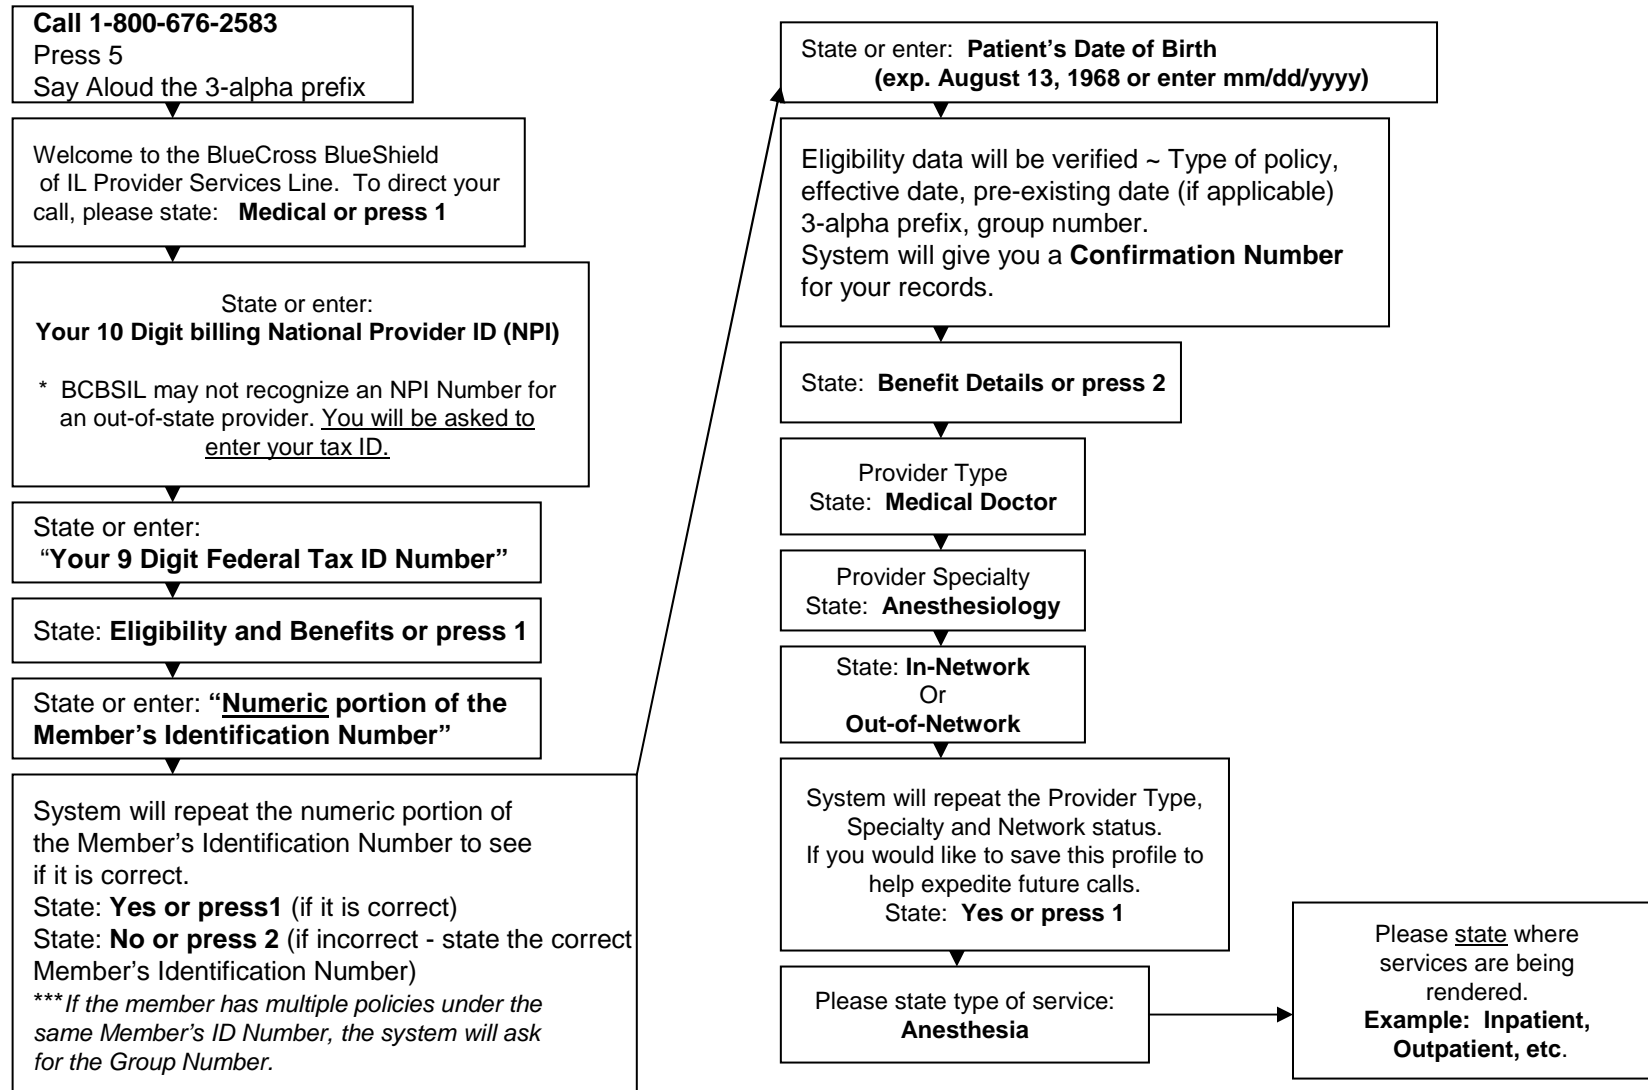 Call 1-800-676-2583
Press 5
Say Aloud the 3-alpha prefix
Welcome to the BlueCross BlueShield
of IL Provider Services Line. To direct your
call, please state: Medical or press 1
State or enter:
Your 10 Digit billing National Provider ID (NPI)
* BCBSIL may not recognize an NPI Number for
an out-of-state provider. You will be asked to
enter your tax ID.
State or enter:
“Your 9 Digit Federal Tax ID Number”
State: Eligibility and Benefits or press 1
State or enter: “Numeric portion of the
Member’s Identification Number”
System will repeat the numeric portion of
the Member’s Identification Number to see
if it is correct.
State: Yes or press1 (if it is correct)
State: No or press 2 (if incorrect - state the correct
Member’s Identification Number)
***If the member has multiple policies under the
same Member’s ID Number, the system will ask
for the Group Number.
State or enter: Patient’s Date of Birth
(exp. August 13, 1968 or enter mm/dd/yyyy)
Eligibility data will be verified ~ Type of policy,
effective date, pre-existing date (if applicable)
3-alpha prefix, group number.
System will give you a Confirmation Number
for your records.
State: Benefit Details or press 2
Provider Type
State: Medical Doctor
Provider Specialty
State: Anesthesiology
State: In-Network
Or
Out-of-Network
System will repeat the Provider Type,
Specialty and Network status.
If you would like to save this profile to
help expedite future calls.
State: Yes or press 1
Please state type of service:
Anesthesia
Please state where
services are being
rendered.
Example: Inpatient,
Outpatient, etc.